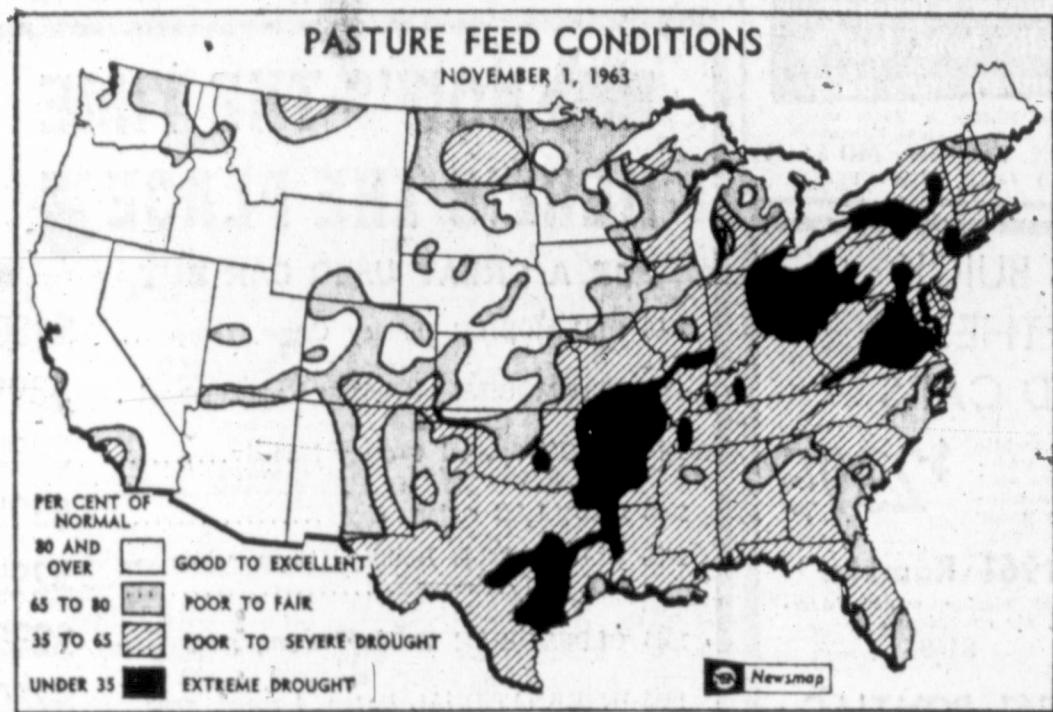 PASTURE FEED CONDITIONS
NOVEMBER 1, 1963
PER CENT OF
NORMAL
80 AND
OVER
GOOD TO EXCELLENT
65 TO 80 POOR TO FAIR
35 TO 65 POOR TO SEVERE DROUGHT
UNDER 35 EXTREME DROUGHT
NEA Newsmap